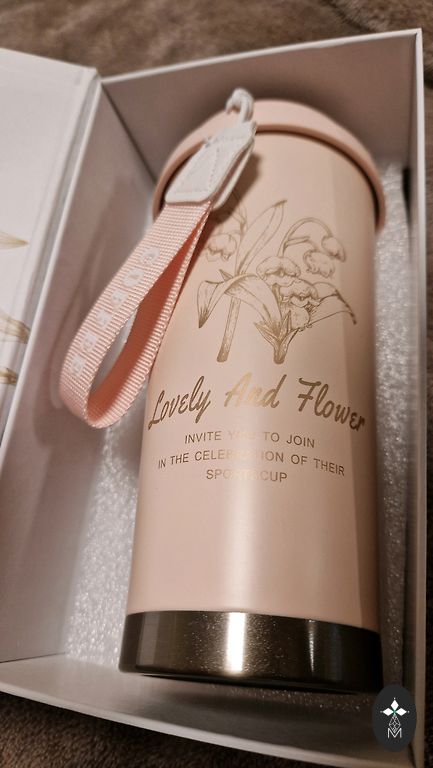 Lovely And Flower
INVITE YOU TO JOIN
IN THE CELEBRATION OF THEIR
SPORTSCUP